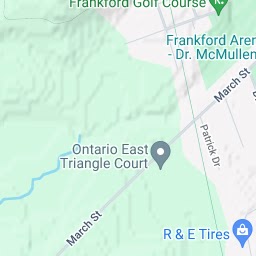 Frankford Golf Course
Frankford Aren
- Dr. McMullen
March St
Patrick Dr
Ontario East
Triangle Court
March St
R & E Tires